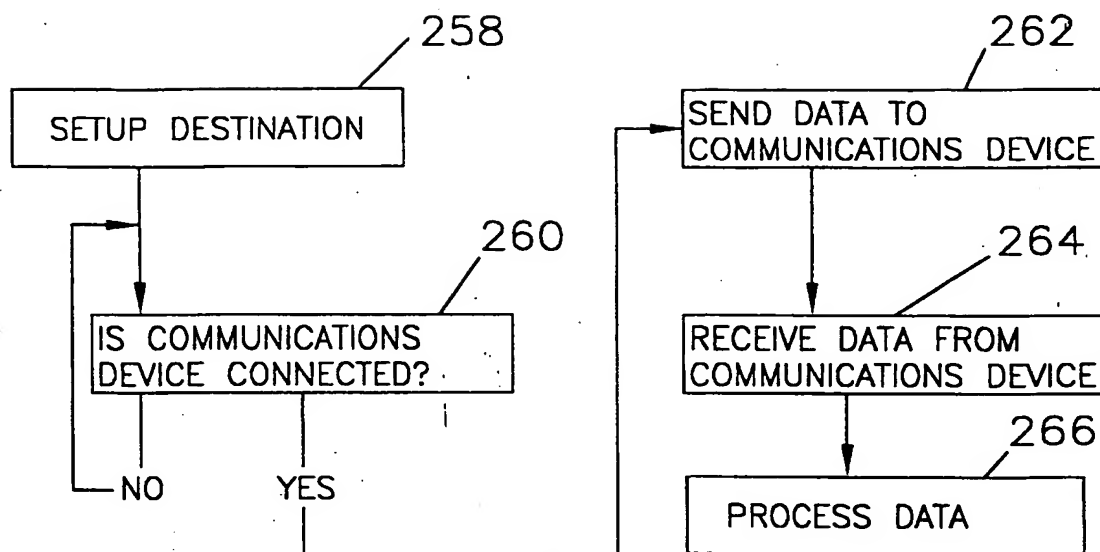 258
SETUP DESTINATION
260
IS COMMUNICATIONS
DEVICE CONNECTED?
NO
YES
262
SEND DATA TO
COMMUNICATIONS DEVICE
264
RECEIVE DATA FROM
COMMUNICATIONS DEVICE
266
PROCESS DATA